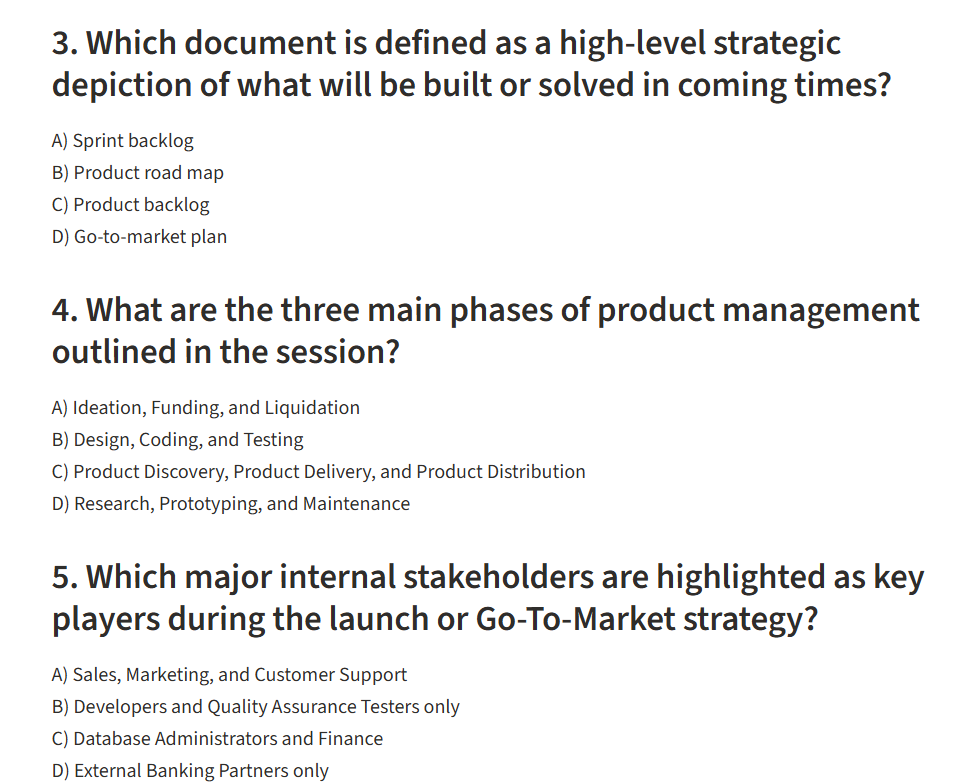 3. Which document is defined as a high-level strategic
depiction of what will be built or solved in coming times?
A) Sprint backlog
B) Product road map
C) Product backlog
D) Go-to-market plan
4. What are the three main phases of product management
outlined in the session?
A) Ideation, Funding, and Liquidation
B) Design, Coding, and Testing
C) Product Discovery, Product Delivery, and Product Distribution
D) Research, Prototyping, and Maintenance
5. Which major internal stakeholders are highlighted as key
players during the launch or Go-To-Market strategy?
A) Sales, Marketing, and Customer Support
B) Developers and Quality Assurance Testers only
C) Database Administrators and Finance
D) External Banking Partners only